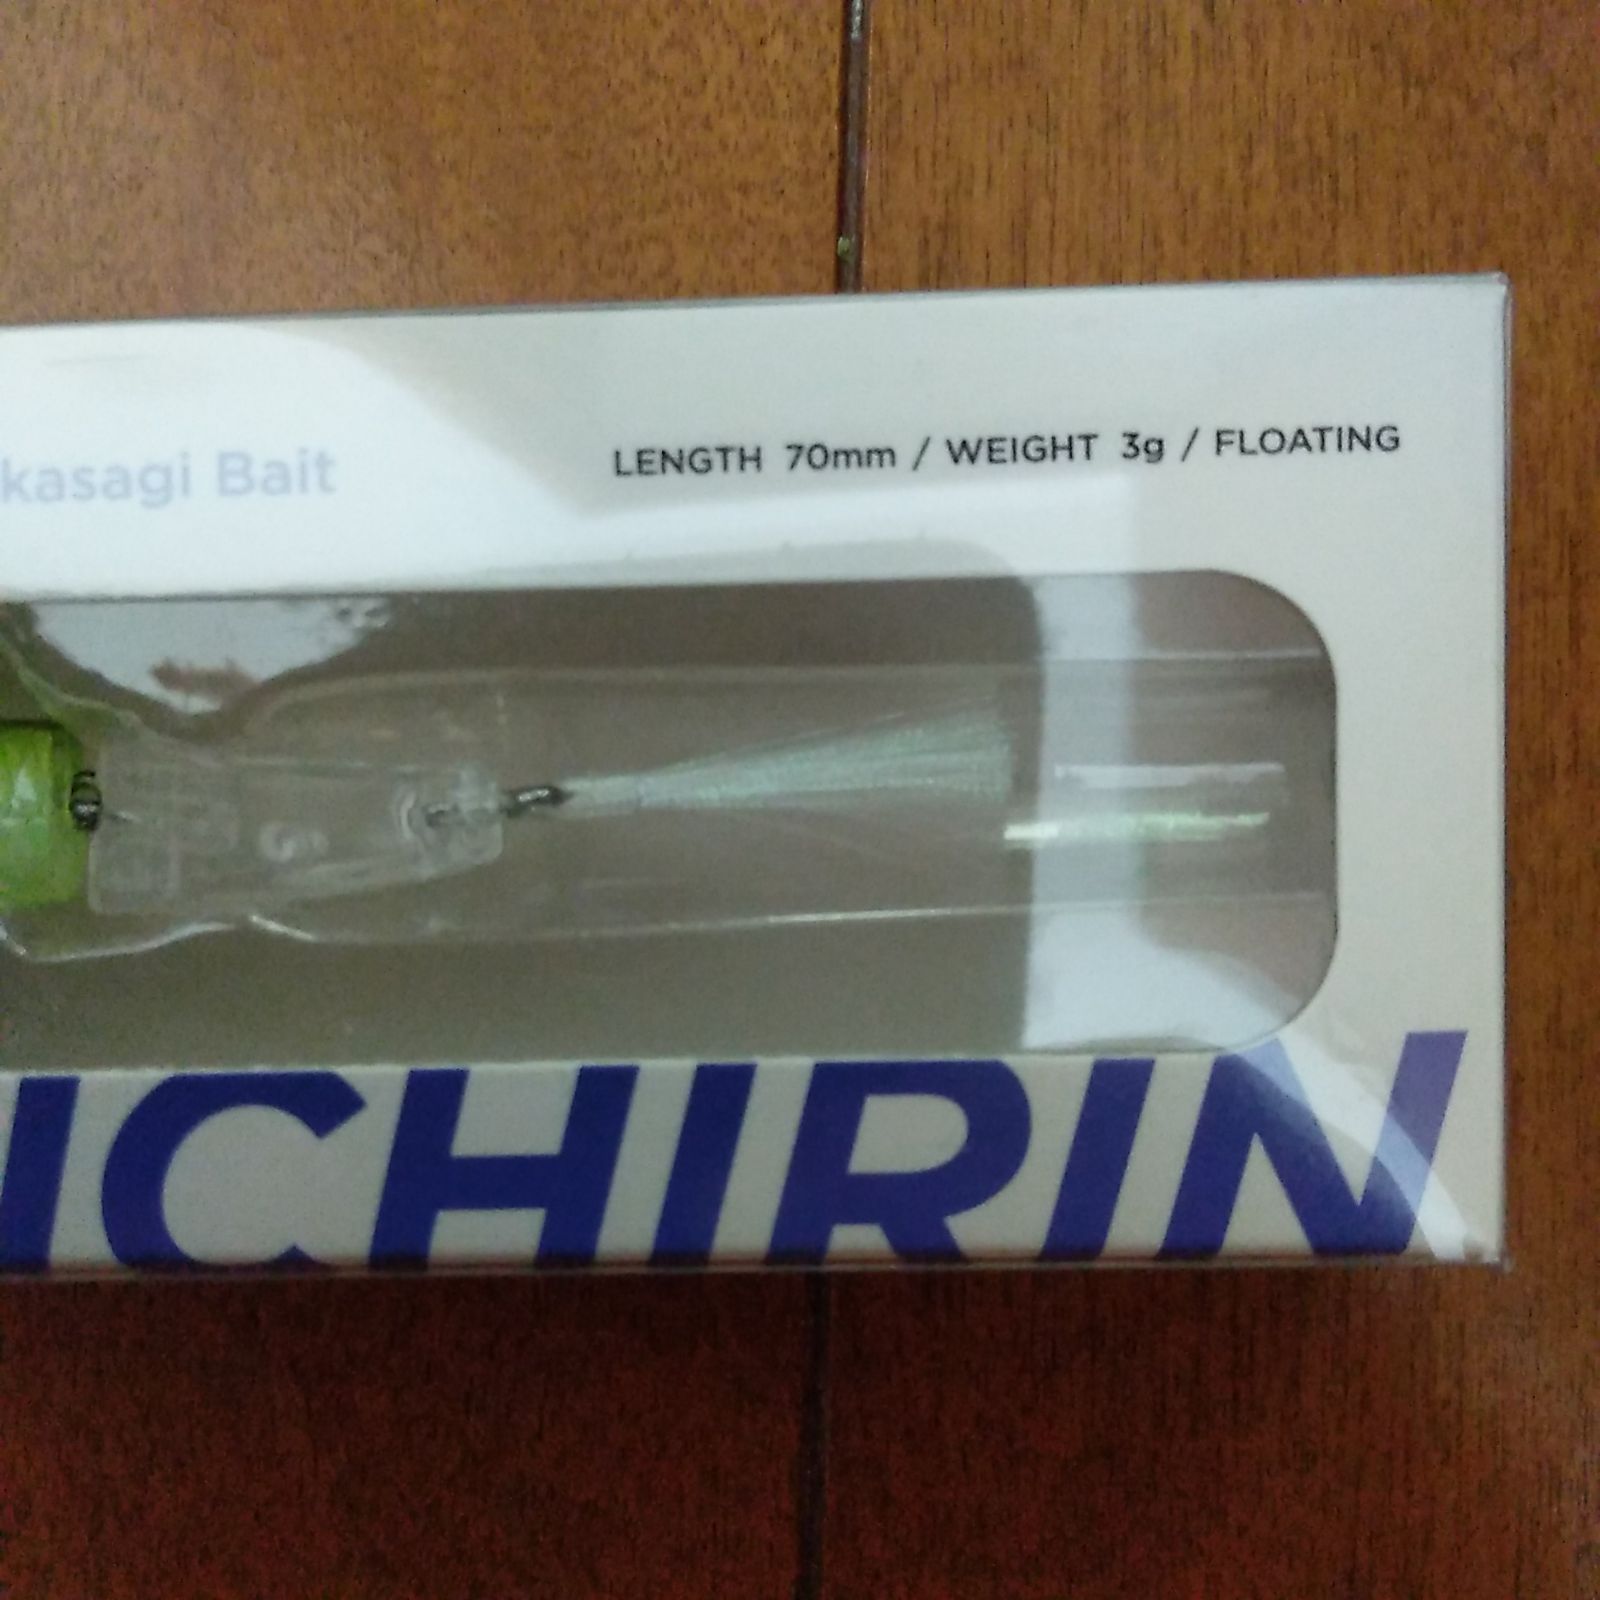 kasagi Bait
LENGTH 70mm / WEIGHT 3g / FLOATING
ICHIRIN